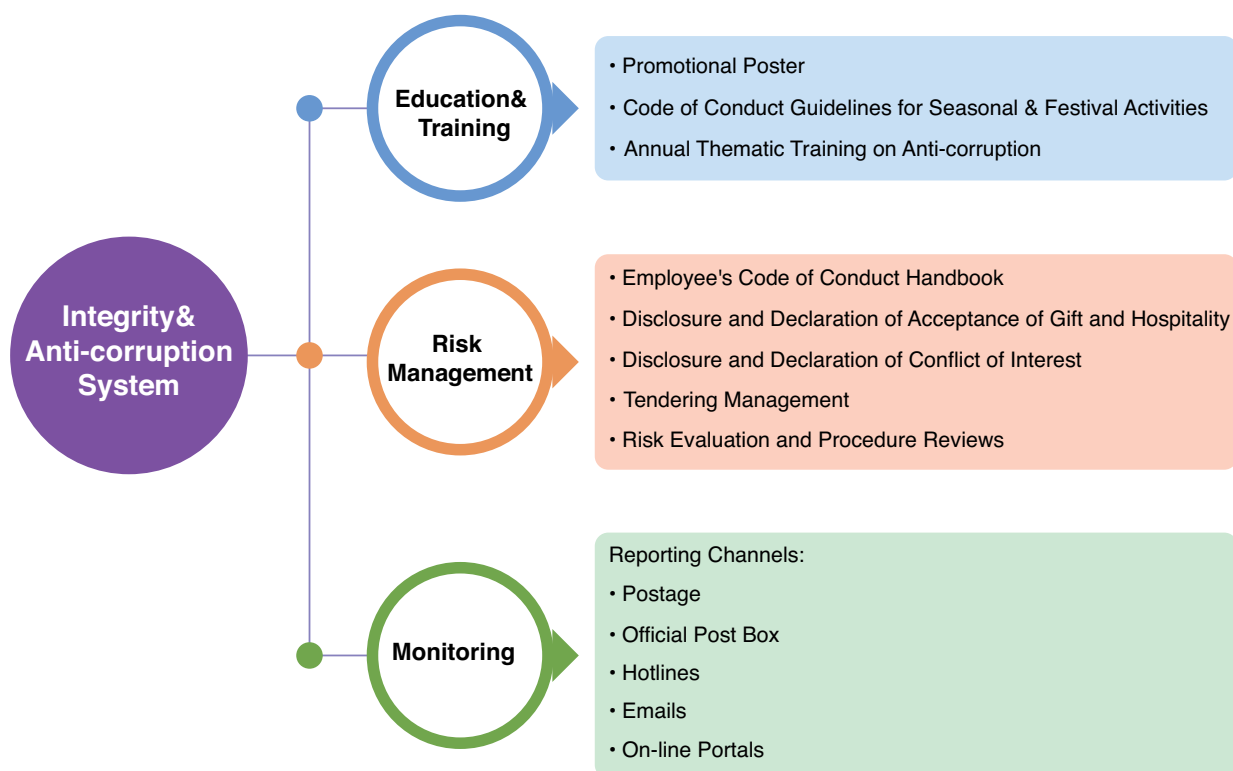 Integrity&
Anti-corruption
System
Education&
Training
• Promotional Poster
• Code of Conduct Guidelines for Seasonal & Festival Activities
• Annual Thematic Training on Anti-corruption
Risk
Management
• Employee's Code of Conduct Handbook
• Disclosure and Declaration of Acceptance of Gift and Hospitality
• Disclosure and Declaration of Conflict of Interest
• Tendering Management
• Risk Evaluation and Procedure Reviews
Monitoring
Reporting Channels:
• Postage
• Official Post Box
• Hotlines
• Emails
• On-line Portals